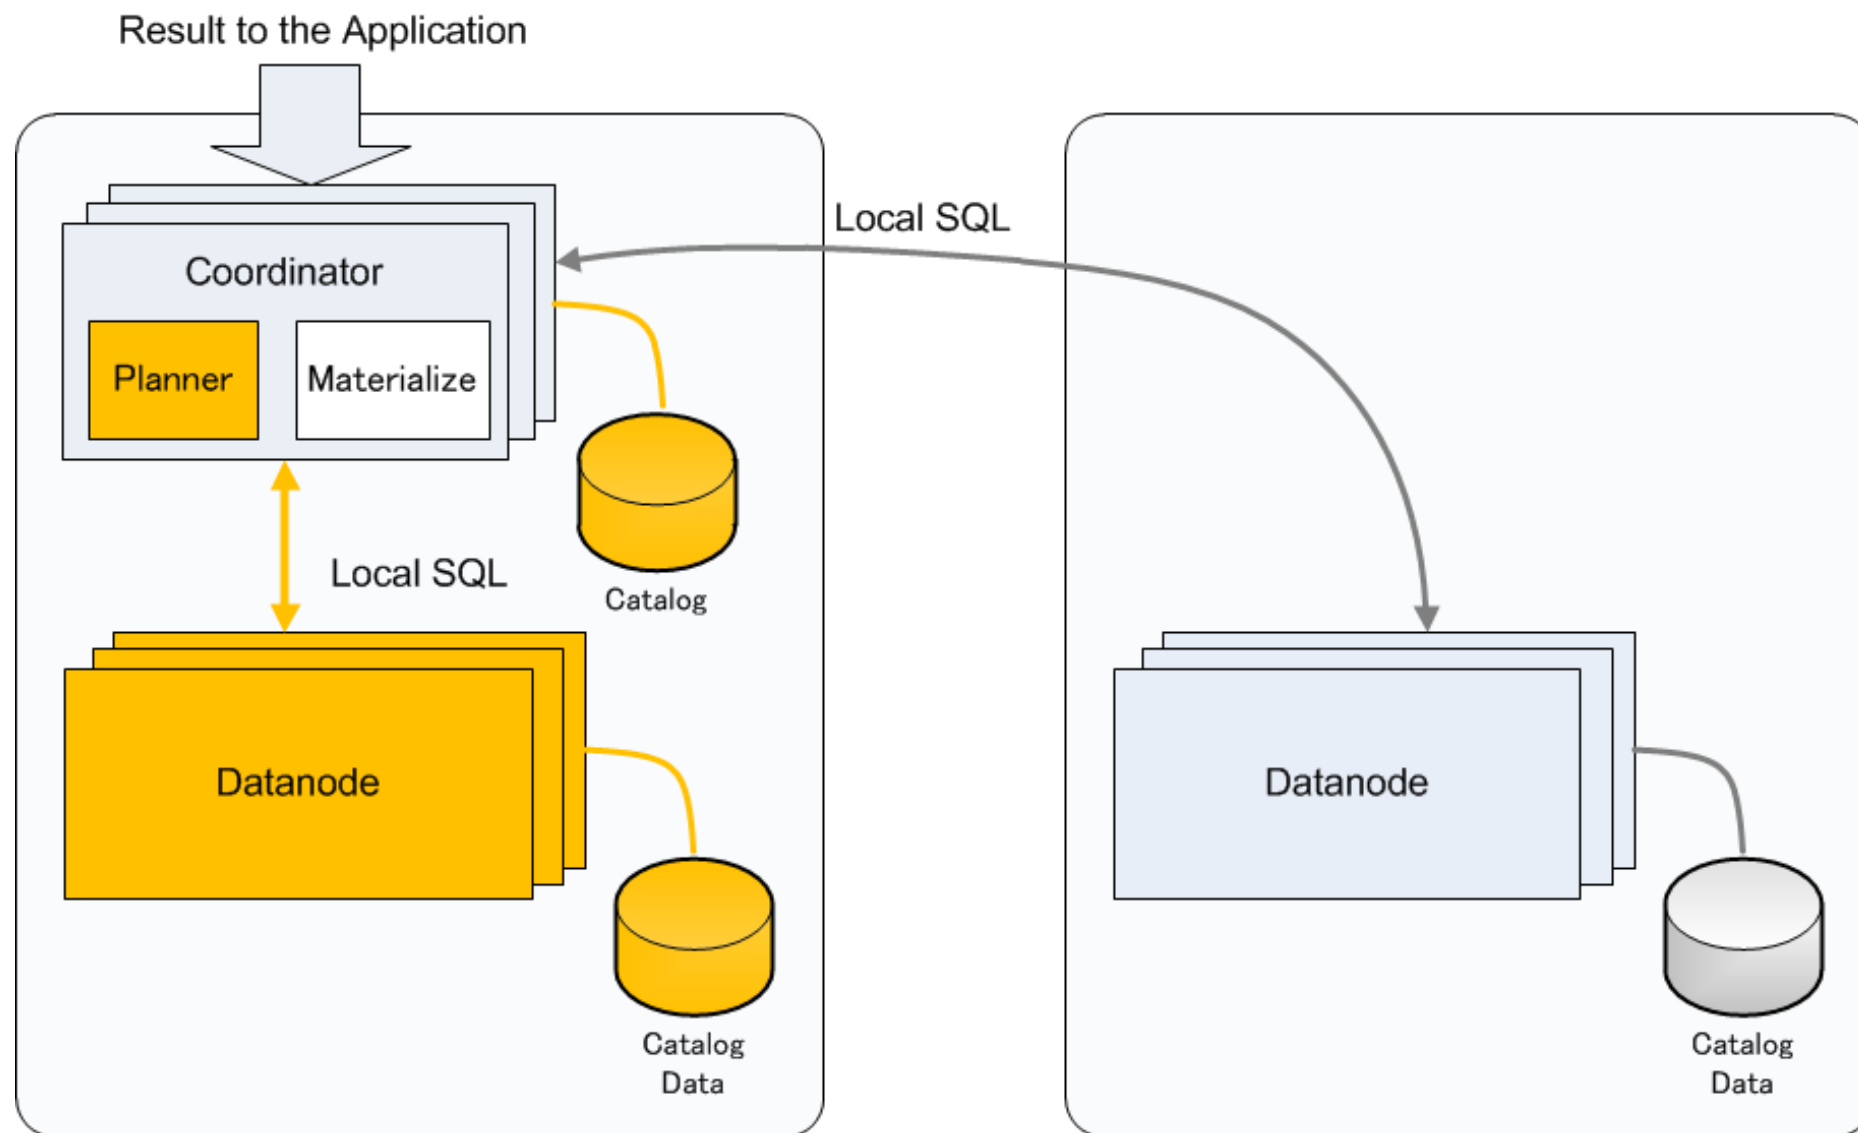 Result to the Application
Local SQL
Coordinator
Planner
Materialize
Local SQL
Catalog
Datanode
Datanode
Catalog
Data
Catalog
Data